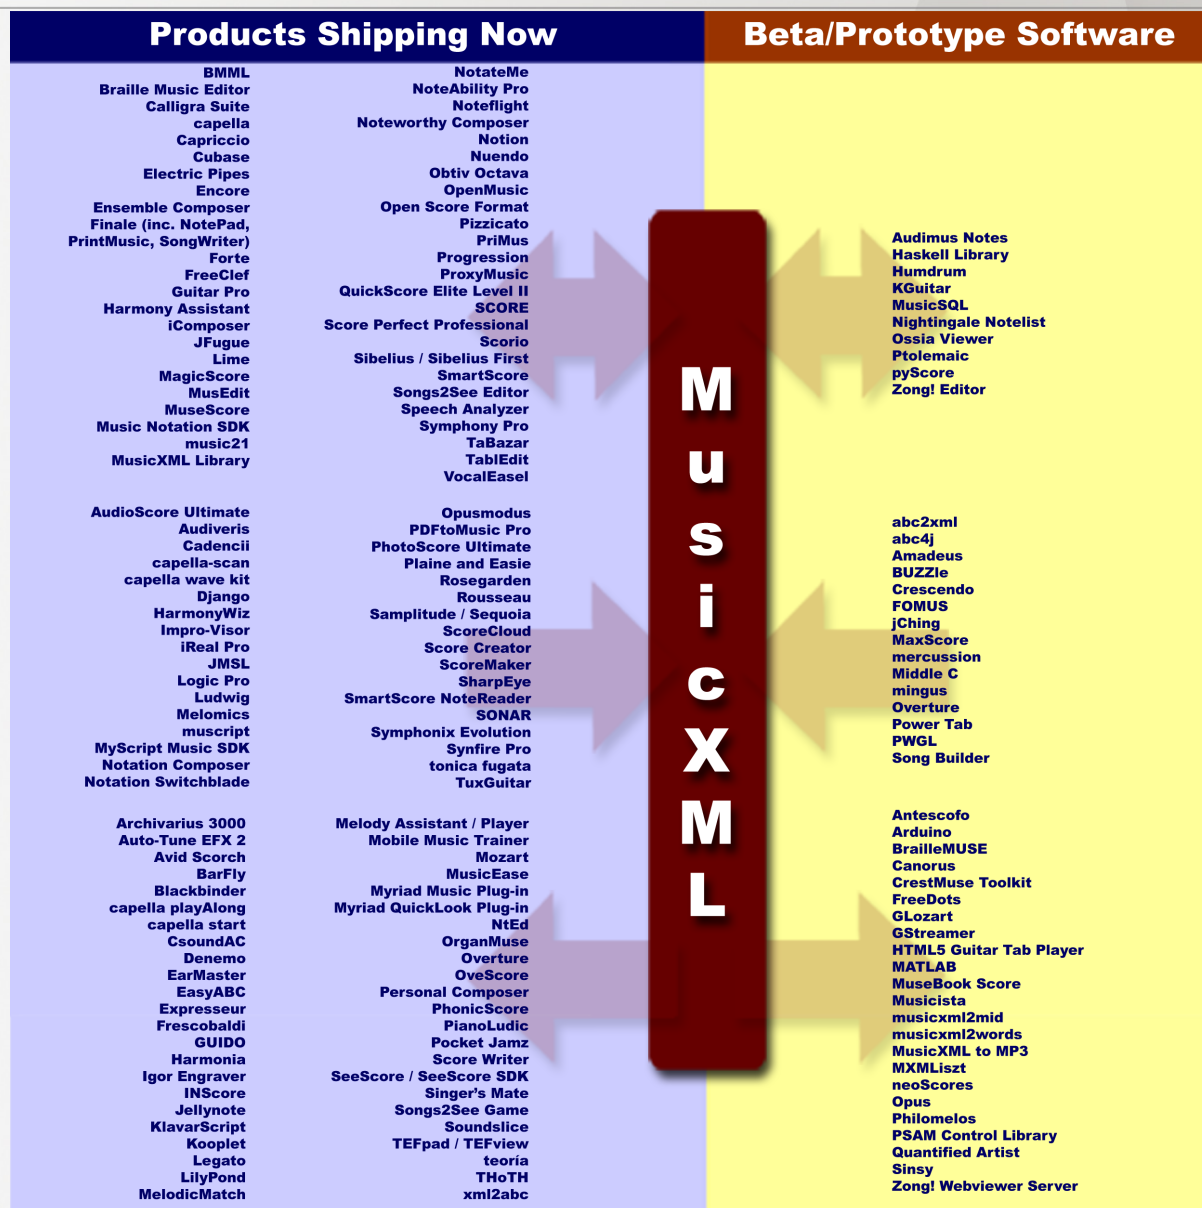 Products Shipping Now
Beta/Prototype Software
BMML
Braille Music Editor
Calligra Suite
capella
Capriccio
Cubase
Electric Pipes
Encore
Ensemble Composer
Finale (inc. NotePad,
PrintMusic, SongWriter)
Forte
FreeClef
Guitar Pro
Harmony Assistant
iComposer
JFugue
Lime
MagicScore
MusEdit
MuseScore
Music Notation SDK
music21
MusicXML Library
NotateMe
NoteAbility Pro
Noteflight
Noteworthy Composer
Notion
Nuendo
Obtiv Octava
OpenMusic
Open Score Format
Pizzicato
PriMus
Progression
ProxyMusic
QuickScore Elite Level II
SCORE
Score Perfect Professional
Scorio
Sibelius / Sibelius First
SmartScore
Songs2See Editor
Speech Analyzer
Symphony Pro
TaBazar
TablEdit
VocalEasel
AudioScore Ultimate
Audiveris
Cadencii
capella-scan
capella wave kit
Django
HarmonyWiz
Impro-Visor
iReal Pro
JMSL
Logic Pro
Ludwig
Melomics
muscript
MyScript Music SDK
Notation Composer
Notation Switchblade
Opusmodus
PDFtoMusic Pro
PhotoScore Ultimate
Plaine and Easie
Rosegarden
Rousseau
Samplitude / Sequoia
ScoreCloud
Score Creator
ScoreMaker
SharpEye
SmartScore NoteReader
SONAR
Symphonix Evolution
Synfire Pro
tonica fugata
TuxGuitar
Archivarius 3000
Auto-Tune EFX 2
Avid Scorch
BarFly
Blackbinder
capella playAlong
capella start
CsoundAC
Denemo
EarMaster
EasyABC
Expresseur
Frescobaldi
GUIDO
Harmonia
Igor Engraver
INScore
Jellynote
KlavarScript
Kooplet
Legato
LilyPond
MelodicMatch
Melody Assistant / Player
Mobile Music Trainer
Mozart
MusicEase
Myriad Music Plug-in
Myriad QuickLook Plug-in
NtEd
OrganMuse
Overture
OveScore
Personal Composer
PhonicScore
PianoLudic
Pocket Jamz
Score Writer
SeeScore / SeeScore SDK
Singer's Mate
Songs2See Game
Soundslice
TEFpad / TEFview
teoría
THoTH
xml2abc
M
u
s
i
c
X
M
L
Audimus Notes
Haskell Library
Humdrum
KGuitar
MusicSQL
Nightingale Notelist
Ossia Viewer
Ptolemaic
pyScore
Zong! Editor
abc2xml
abc4j
Amadeus
BUZZle
Crescendo
FOMUS
jChing
MaxScore
mercussion
Middle C
mingus
Overture
Power Tab
PWGL
Song Builder
Antescofo
Arduino
BrailleMUSE
Canorus
CrestMuse Toolkit
FreeDots
GLozart
GStreamer
HTML5 Guitar Tab Player
MATLAB
MuseBook Score
Musicista
musicxml2mid
musicxml2words
MusicXML to MP3
MXMLiszt
neoScores
Opus
Philomelos
PSAM Control Library
Quantified Artist
Sinsy
Zong! Webviewer Server